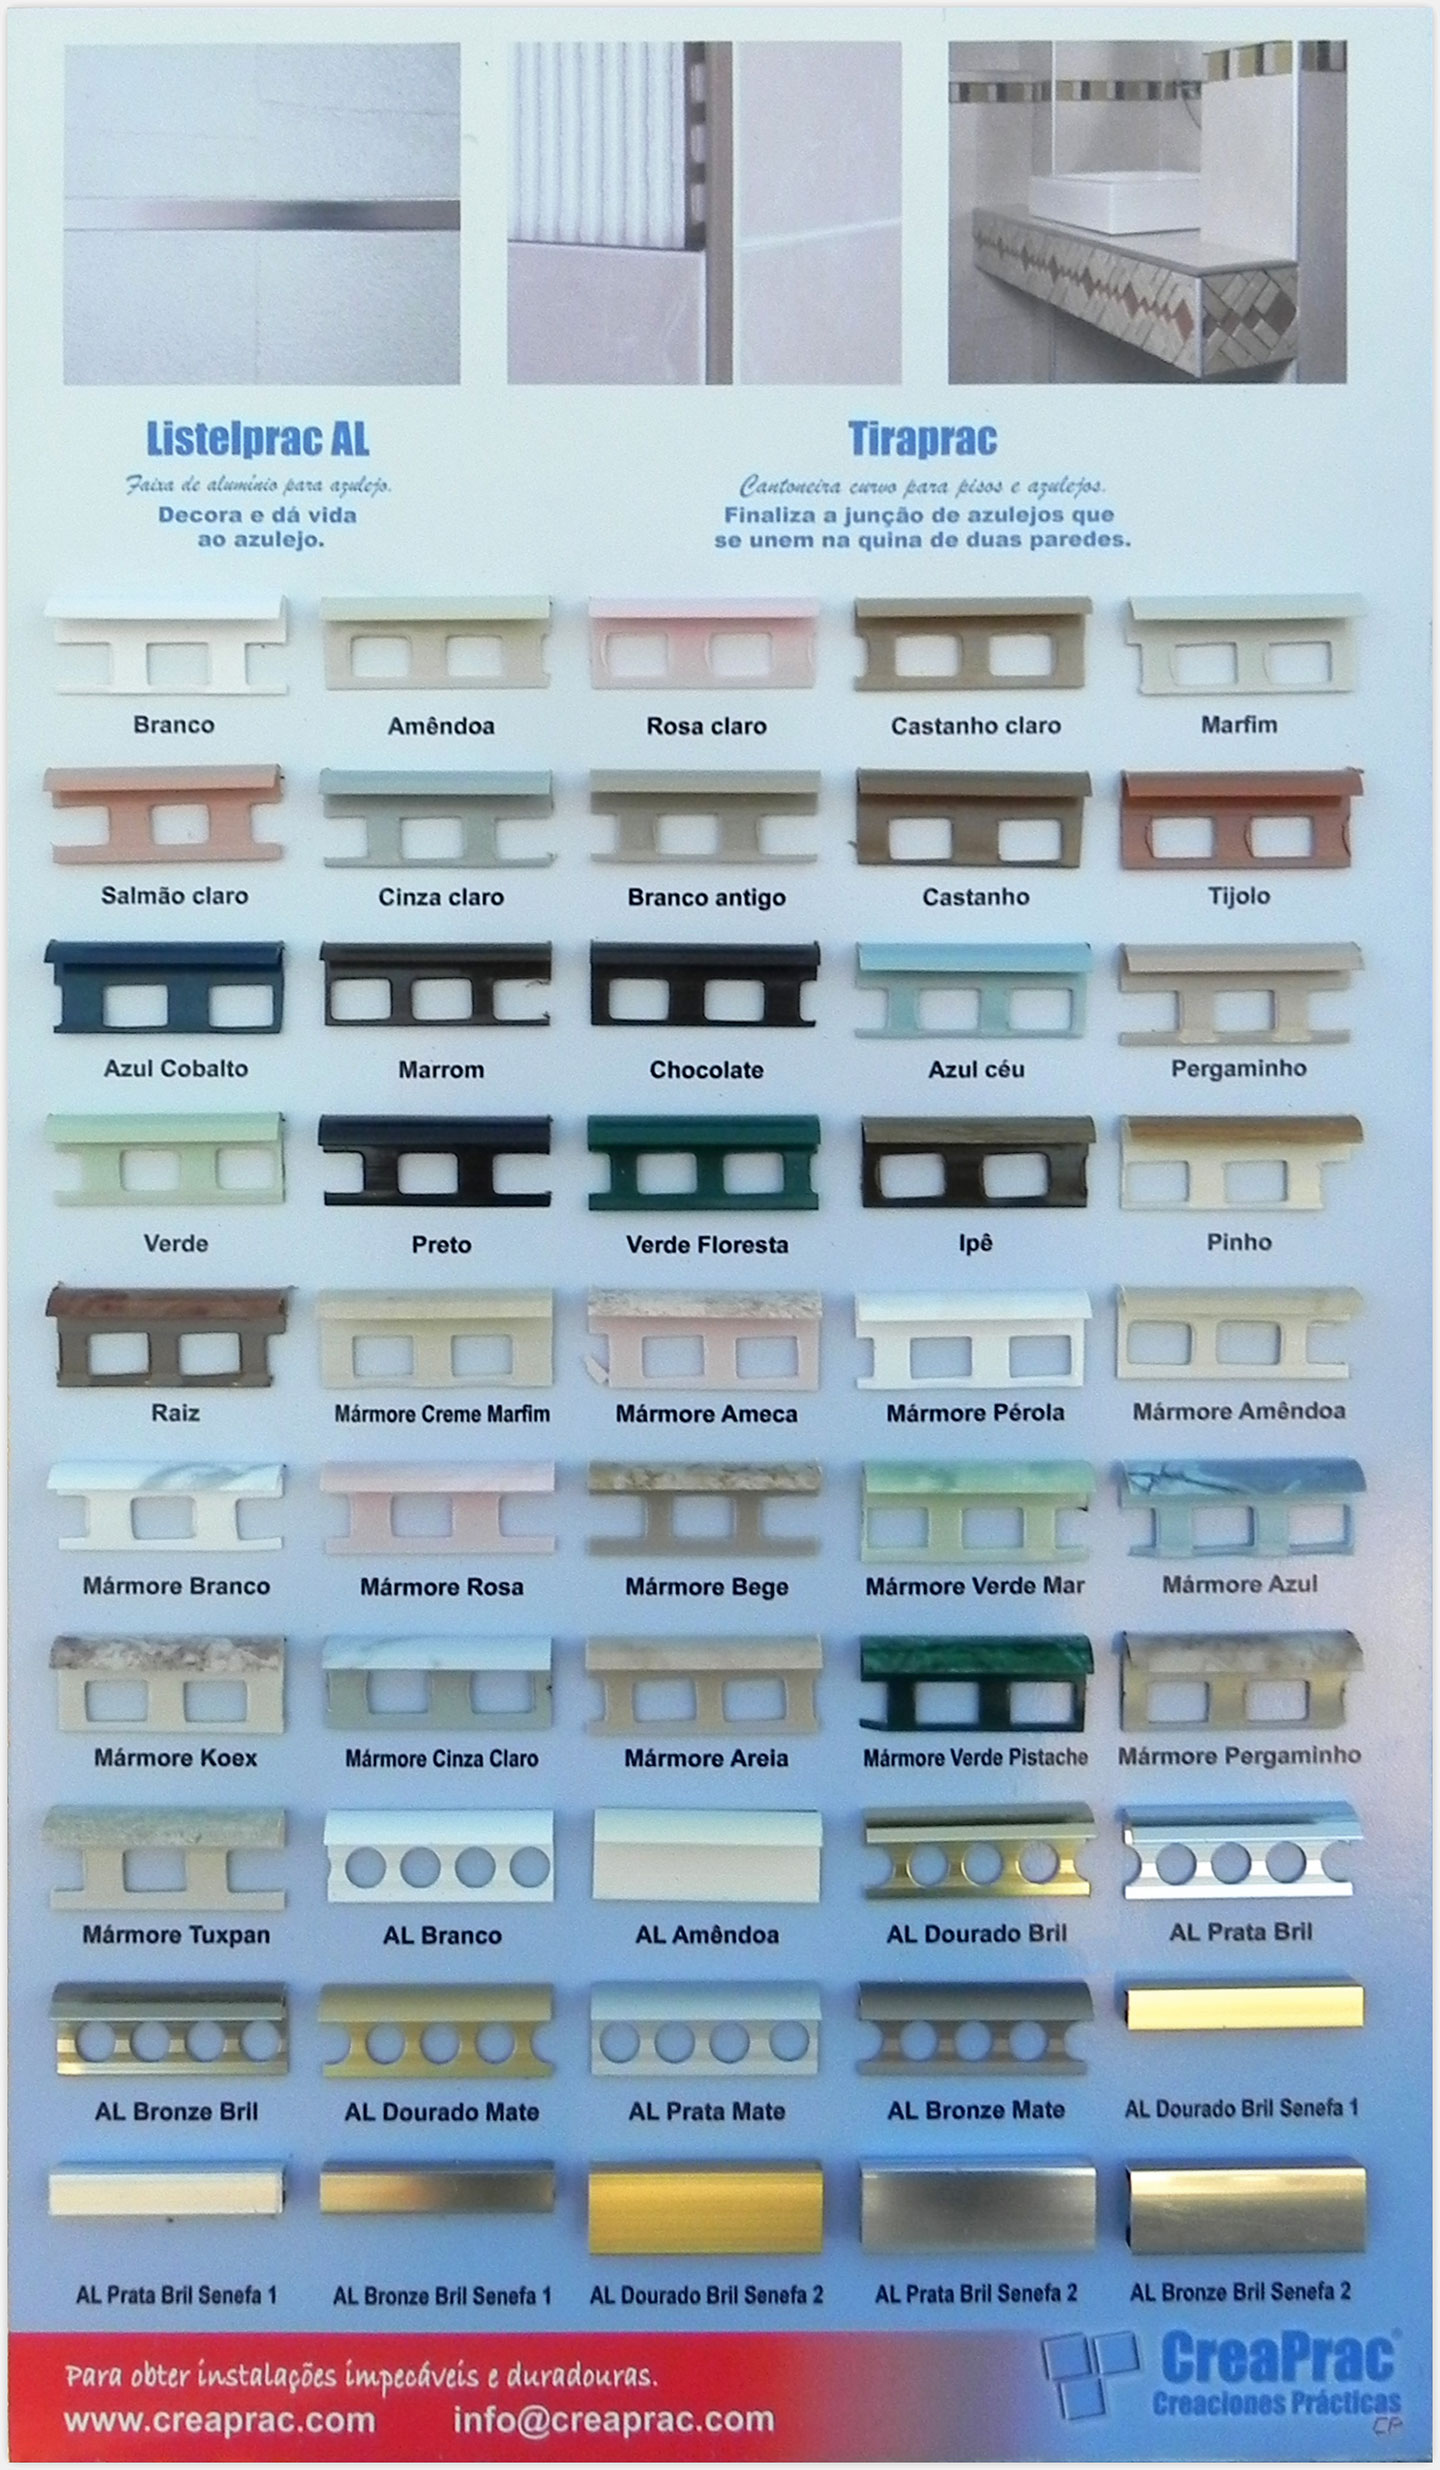 Listelprac AL
Faixa de alumínio para azulejo.
Decora e dá vida
ao azulejo.
Tiraprac
Cantoneira curvo para pisos e azulejos.
Finaliza a junção de azulejos que
se unem na quina de duas paredes.
Branco
Amêndoa
Rosa claro
Castanho claro
Marfim
Salmão claro
Cinza claro
Branco antigo
Castanho
Tijolo
Azul Cobalto
Marrom
Chocolate
Azul céu
Pergaminho
Verde
Preto
Verde Floresta
Ipê
Pinho
Raiz
Mármore Creme Marfim
Mármore Ameca
Mármore Pérola
Mármore Amêndoa
Mármore Branco
Mármore Rosa
Mármore Bege
Mármore Verde Mar
Mármore Azul
Mármore Koex
Mármore Cinza Claro
Mármore Areia
Mármore Verde Pistache
Mármore Pergaminho
Mármore Tuxpan
AL Branco
AL Amêndoa
AL Dourado Bril
AL Prata Bril
AL Bronze Bril
AL Dourado Mate
AL Prata Mate
AL Bronze Mate
AL Dourado Bril Senefa 1
AL Prata Bril Senefa 1
AL Bronze Bril Senefa 1
AL Dourado Bril Senefa 2
AL Prata Bril Senefa 2
AL Bronze Bril Senefa 2
Para obter instalações impecáveis e duradouras.
www.creaprac.com info@creaprac.com
CreaPrac®
Creaciones Prácticas
CP